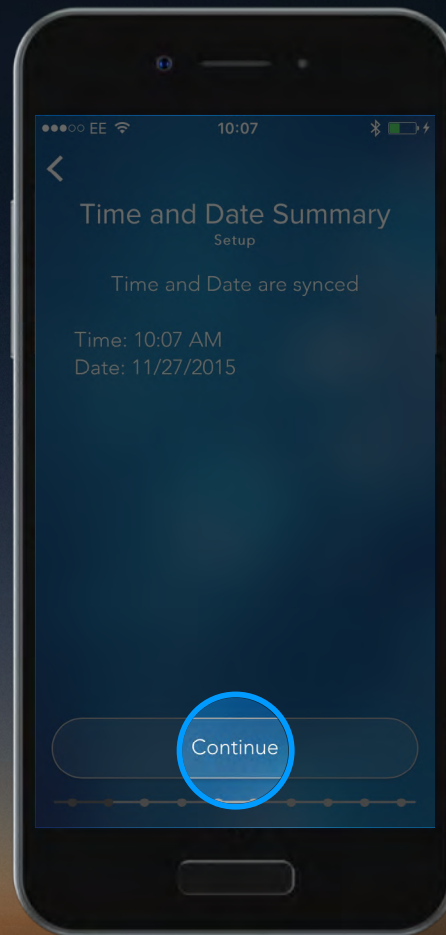 EE
10:07
Time and Date Summary
Setup
Time and Date are synced
Time: 10:07 AM
Date: 11/27/2015
Continue